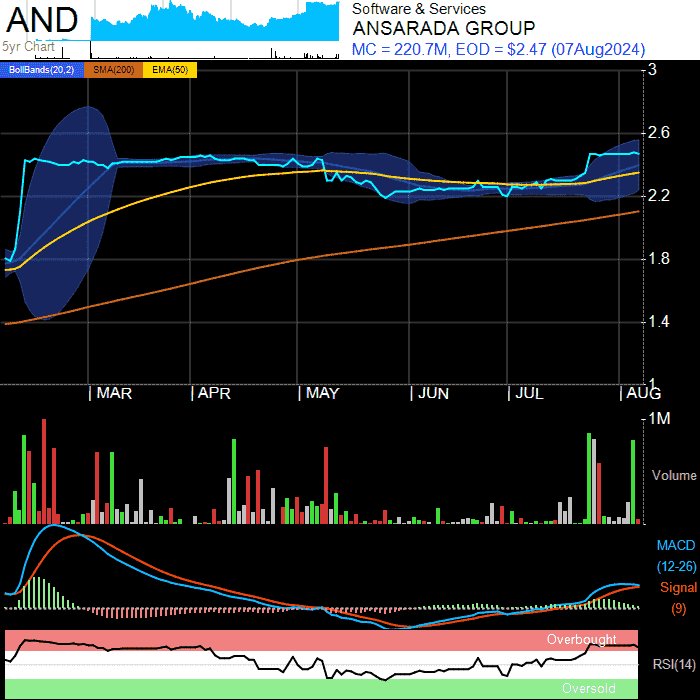 AND
5yr Chart
Software & Services
ANSARADA GROUP
MC = 220.7M, EOD = $2.47 (07Aug2024)
BollBands(20,2) SMA(200) EMA(50)
3
2.6
2.2
1.8
1.4
1
MAR APR MAY JUN JUL AUG
1M
Volume
MACD
(12-26)
Signal
(9)
Overbought
RSI(14)
Oversold